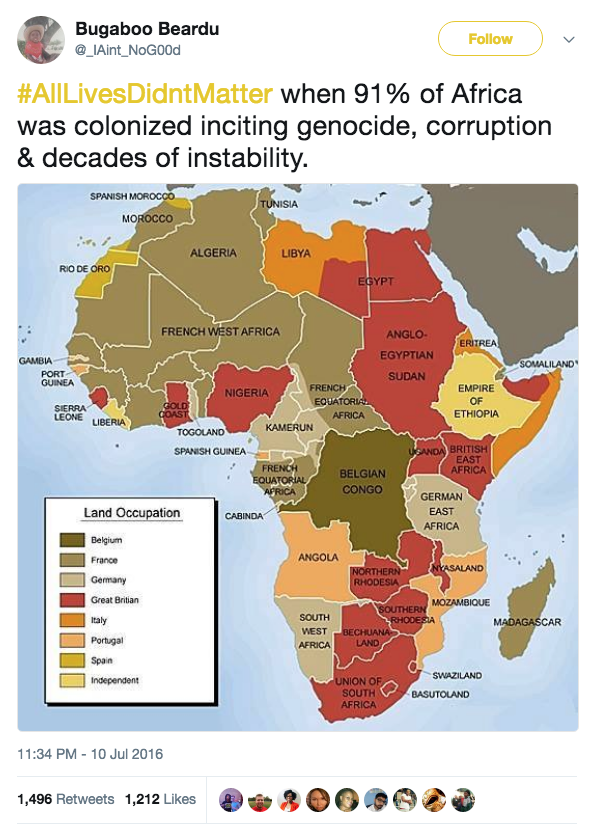 Bugaboo Beardu
@_IAint_NoG00d
Follow
#AllLivesDidntMatter when 91% of Africa
was colonized inciting genocide, corruption
& decades of instability.
SPANISH MOROCCO
TUNISIA
MOROCCO
ALGERIA
LIBYA
RIO DE ORO
EGYPT
FRENCH WEST AFRICA
ANGLO-
EGYPTIAN
SUDAN
ERITREA
GAMBIA
SOMALILAND
PORT
GUINEA
EMPIRE
OF
ETHIOPIA
SIERRA
LEONE
LIBERIA
GOLD
COAST
NIGERIA
FRENCH
EQUATORIAL
AFRICA
TOGOLAND
KAMERUN
SPANISH GUINEA
UGANDA
BRITISH
EAST
AFRICA
FRENCH
EQUATORIAL
AFRICA
BELGIAN
CONGO
CABINDA
GERMAN
EAST
AFRICA
Land Occupation
Belgium
France
Germany
Great Britian
Italy
Portugal
Spain
Independent
ANGOLA
NORTHERN
RHODESIA
NYASALAND
MOZAMBIQUE
SOUTHERN
RHODESIA
MADAGASCAR
SOUTH
WEST
AFRICA
BECHUANA-
LAND
SWAZILAND
UNION OF
SOUTH
AFRICA
BASUTOLAND
11:34 PM - 10 Jul 2016
1,496 Retweets 1,212 Likes